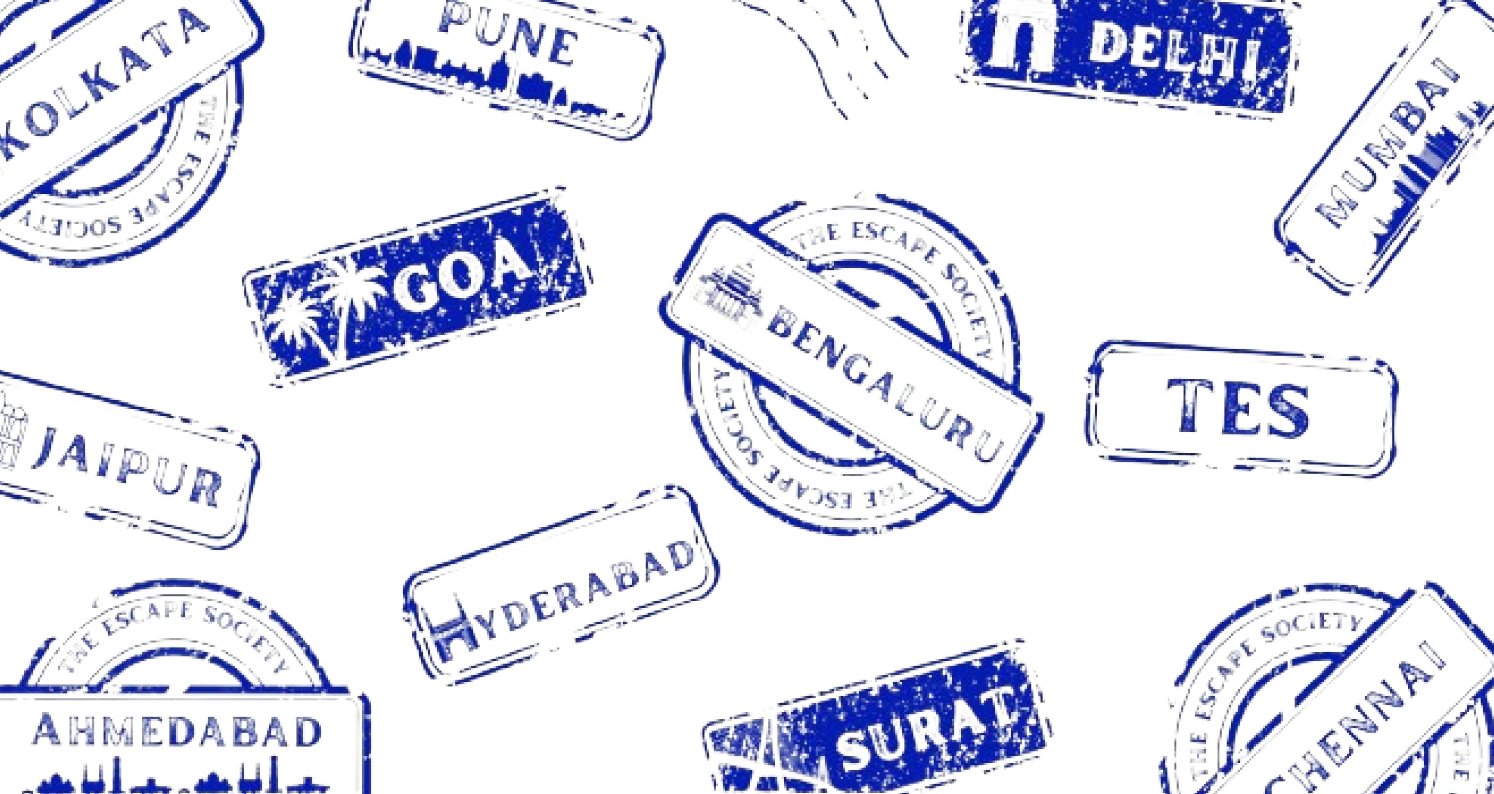 KOLKATA
THE ESCAPE SOCIETY
PUNE
DELHI
MUMBAI
GOA
THE ESCAPE SOCIETY
BENGALURU
THE ESCAPE SOCIETY
TES
JAIPUR
HYDERABAD
THE ESCAPE SOCIETY
AHMEDABAD
SURAT
THE ESCAPE SOCIETY
CHENNAI
THE